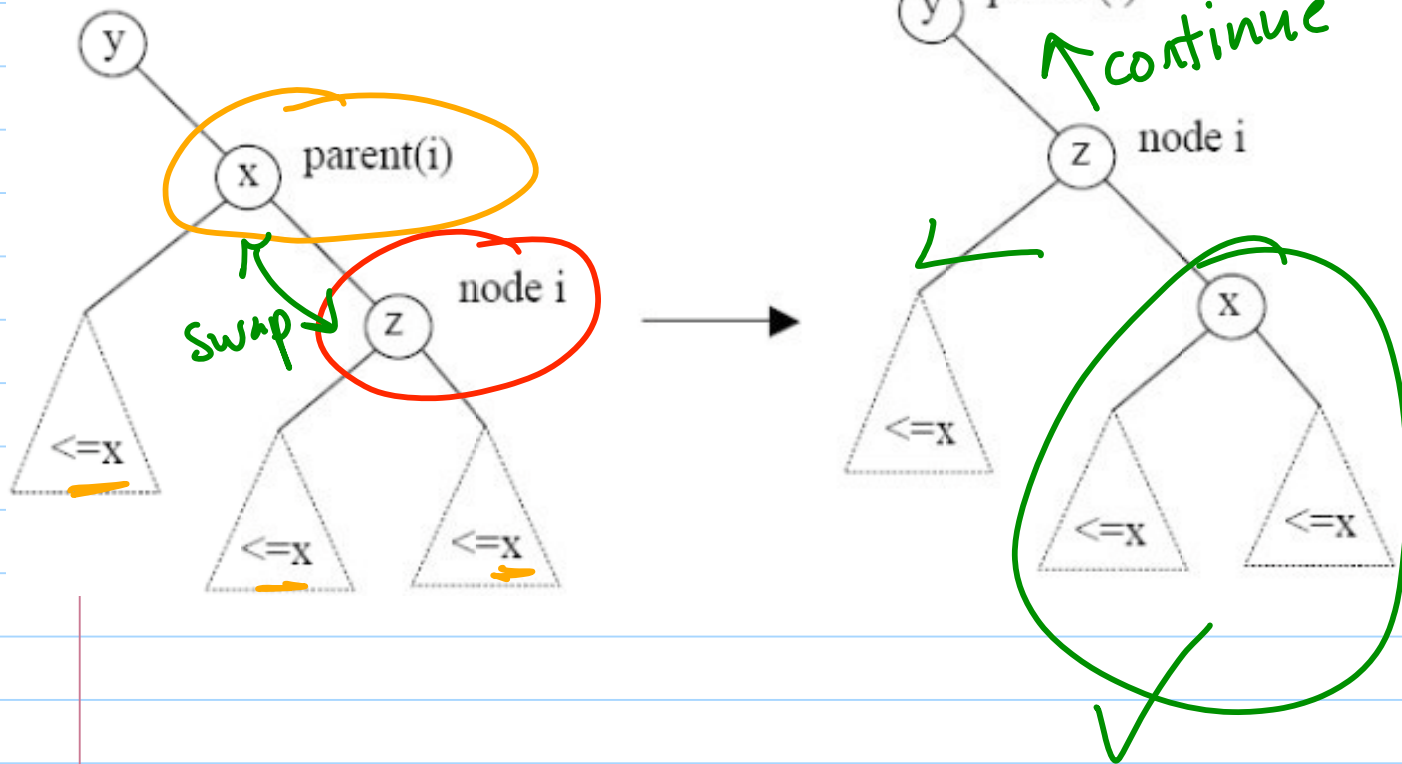 y
x parent(i)
swap
z node i
<=x
<=x
<=x
y
continue
z node i
x
<=x
<=x
<=x